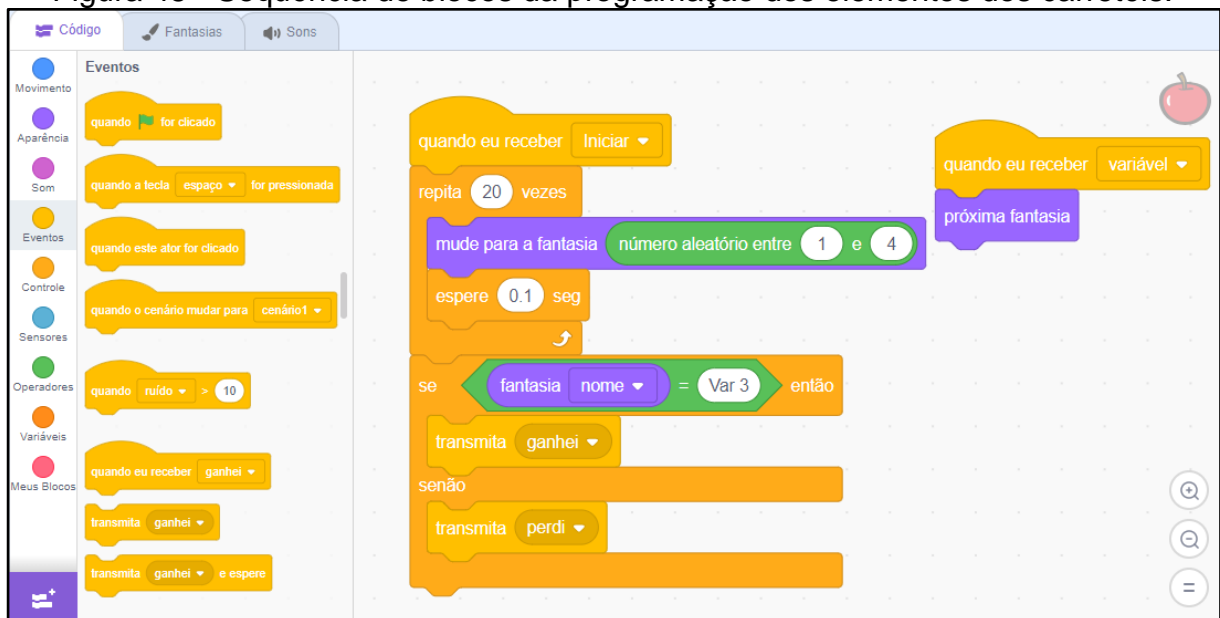 Código
Fantasias
Sons
Movimento
Aparência
Som
Eventos
Controle
Sensores
Operadores
Variáveis
Meus Blocos
Eventos
quando for clicado
quando a tecla espaço for pressionada
quando este ator for clicado
quando o cenário mudar para cenário1
quando ruído > 10
quando eu receber ganhei
transmita ganhei
transmita ganhei e espere
quando eu receber Iniciar
repita 20 vezes
mude para a fantasia número aleatório entre 1 e 4
espere 0.1 seg
se fantasia nome = Var 3 então
transmita ganhei
senão
transmita perdi
quando eu receber variável
próxima fantasia